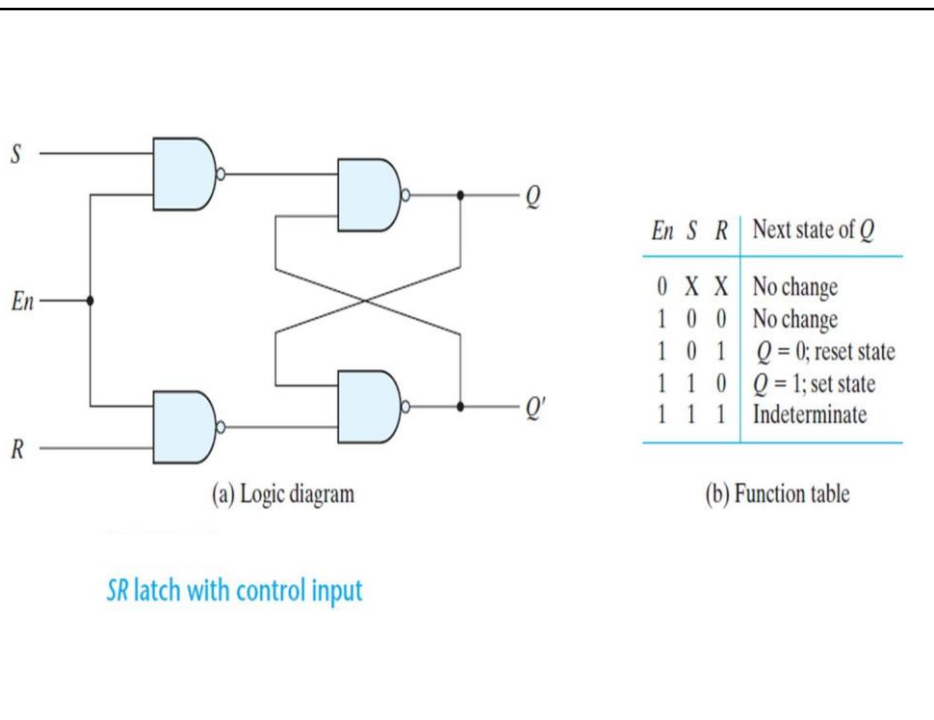 S
En
R
Q
Q′
(a) Logic diagram
En S R Next state of Q
0 X X No change
1 0 0 No change
1 0 1 Q = 0; reset state
1 1 0 Q = 1; set state
1 1 1 Indeterminate
(b) Function table
SR latch with control input